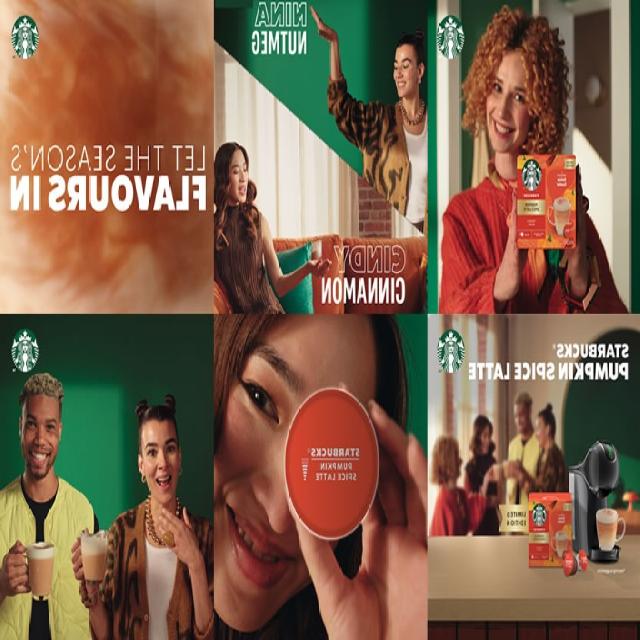 LET THE SEASON'S
FLAVOURS IN
NINA
NUTMEG
CINDY
CINNAMON
STARBUCKS®
PUMPKIN
SPICE LATTE
STARBUCKS®
PUMPKIN SPICE LATTE
LIMITED
EDITION